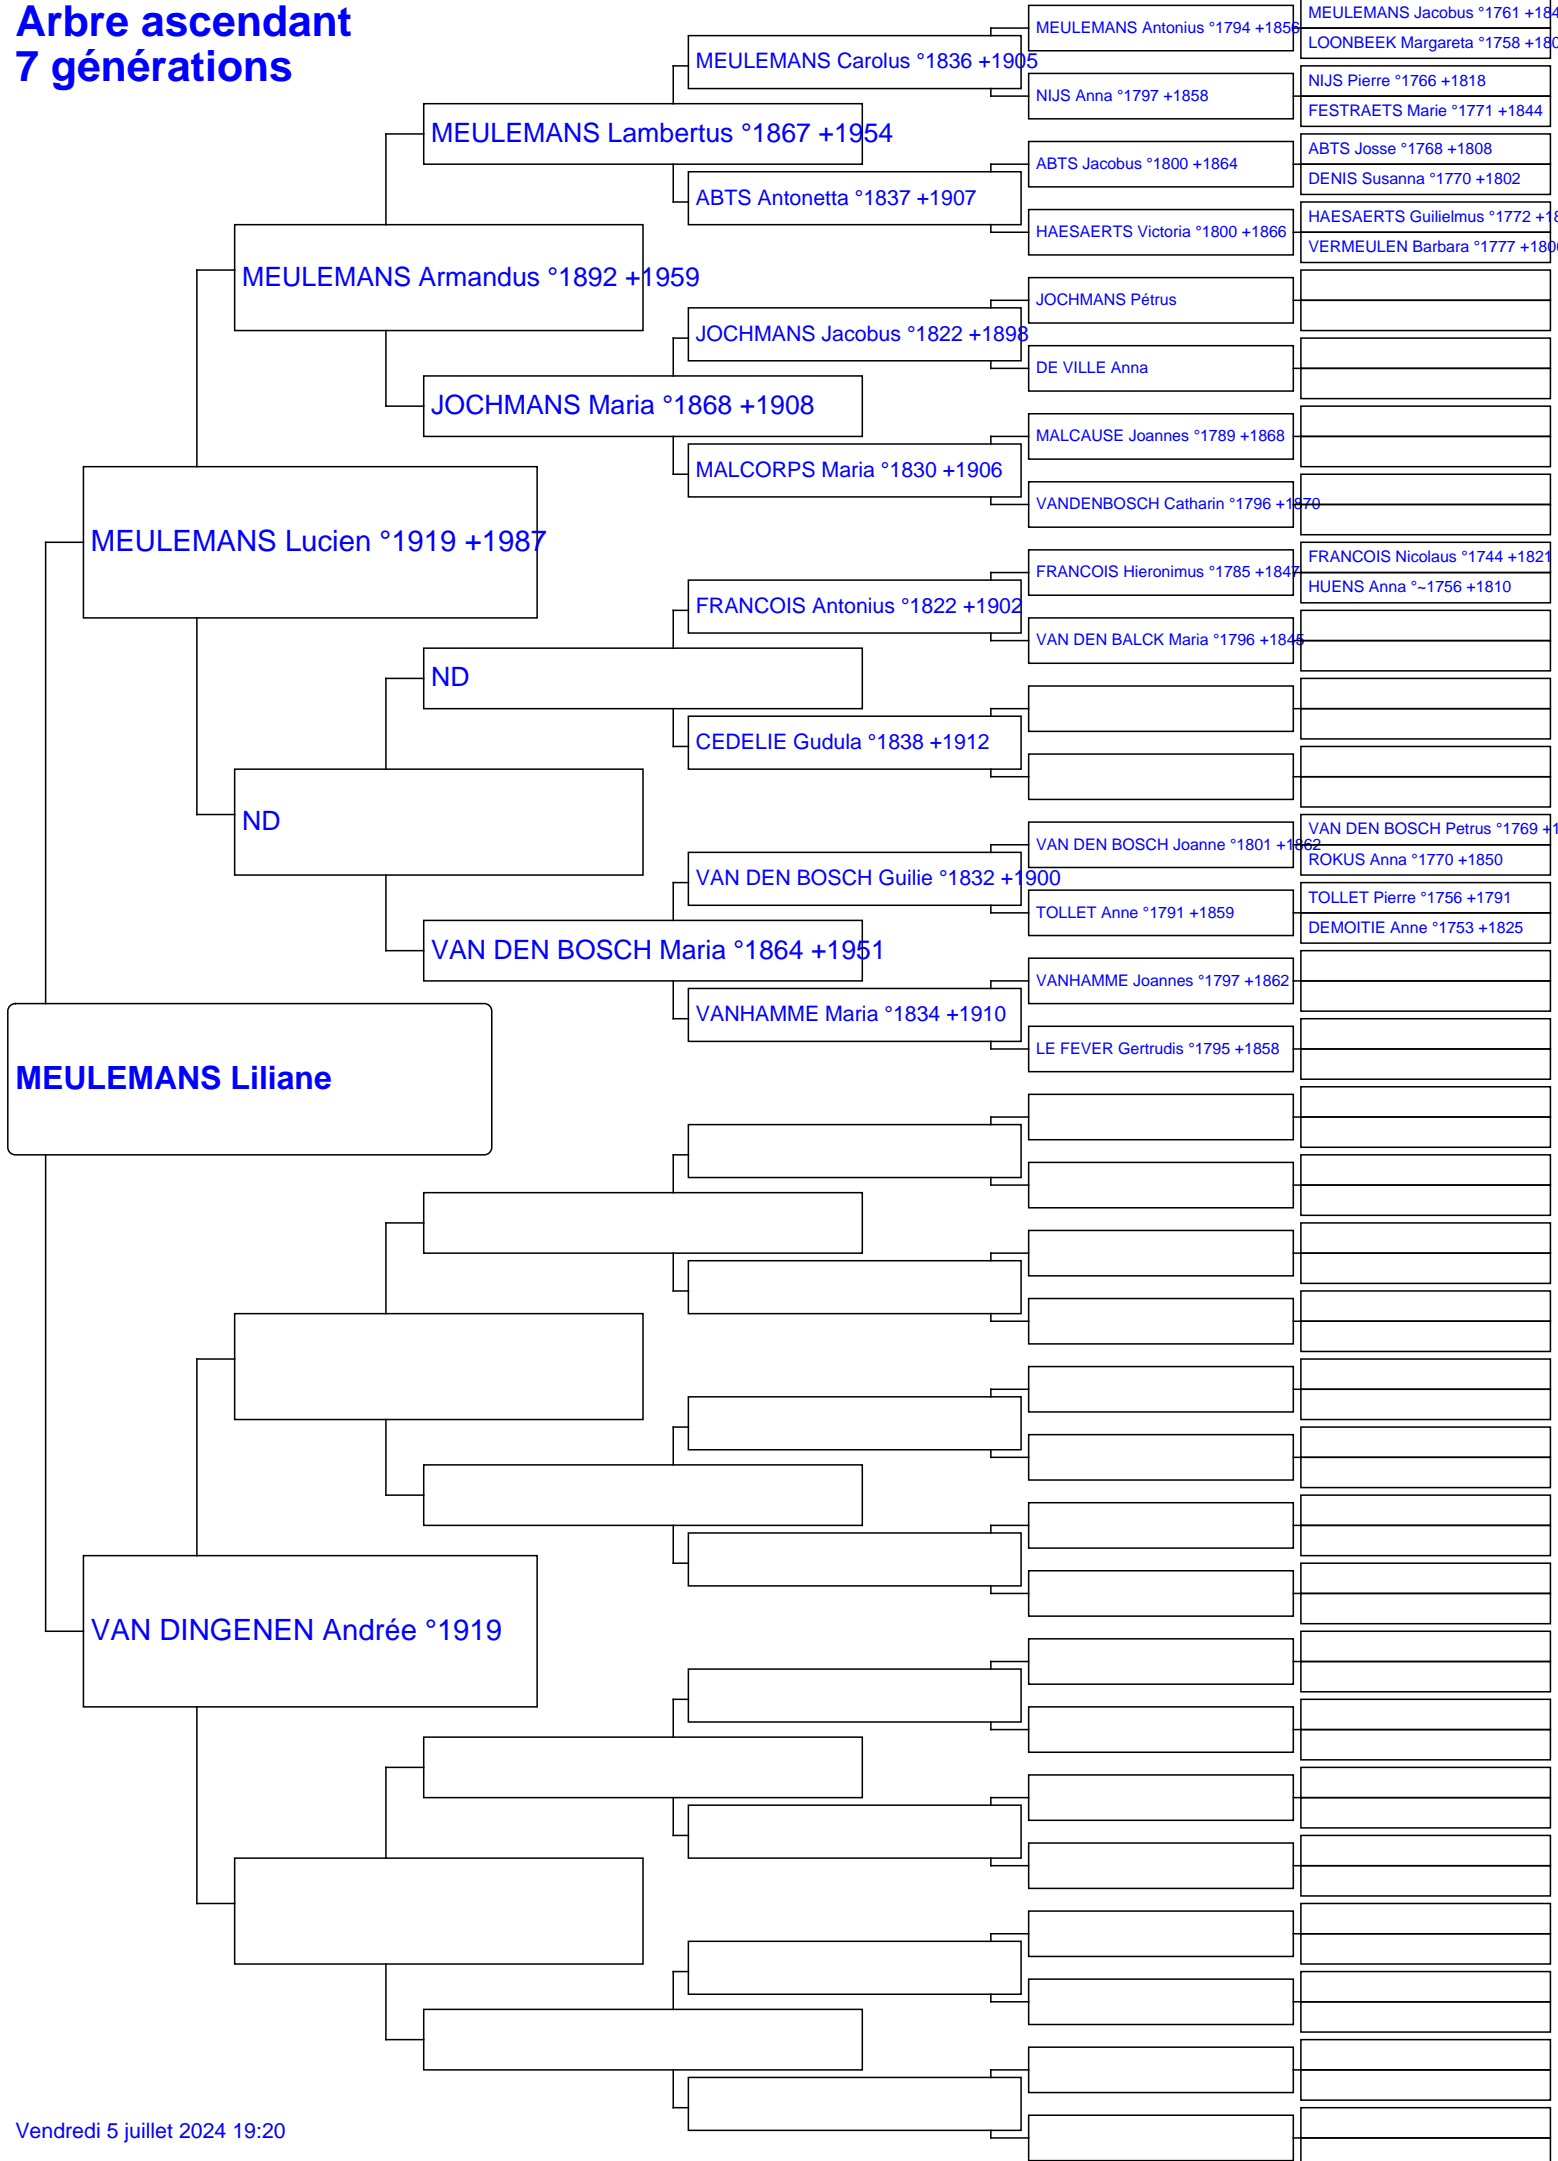 Arbre ascendant
7 générations
MEULEMANS Liliane
MEULEMANS Lucien °1919 +1987
VAN DINGENEN Andrée °1919
MEULEMANS Armandus °1892 +1959
ND
MEULEMANS Lambertus °1867 +1954
JOCHMANS Maria °1868 +1908
ND
VAN DEN BOSCH Maria °1864 +1951
MEULEMANS Carolus °1836 +1905
ABTS Antonetta °1837 +1907
JOCHMANS Jacobus °1822 +1898
MALCORPS Maria °1830 +1906
FRANCOIS Antonius °1822 +1902
CEDELIE Gudula °1838 +1912
VAN DEN BOSCH Guilie °1832 +1900
VANHAMME Maria °1834 +1910
MEULEMANS Antonius °1794 +1856
NIJS Anna °1797 +1858
ABTS Jacobus °1800 +1864
HAESAERTS Victoria °1800 +1866
JOCHMANS Pétrus
DE VILLE Anna
MALCAUSE Joannes °1789 +1868
VANDENBOSCH Catharin °1796 +1870
FRANCOIS Hieronimus °1785 +1847
VAN DEN BALCK Maria °1796 +1845
VAN DEN BOSCH Joanne °1801 +1862
TOLLET Anne °1791 +1859
VANHAMME Joannes °1797 +1862
LE FEVER Gertrudis °1795 +1858
MEULEMANS Jacobus °1761 +184
LOONBEEK Margareta °1758 +180
NIJS Pierre °1766 +1818
FESTRAETS Marie °1771 +1844
ABTS Josse °1768 +1808
DENIS Susanna °1770 +1802
HAESAERTS Guilielmus °1772 +18
VERMEULEN Barbara °1777 +180
FRANCOIS Nicolaus °1744 +1821
HUENS Anna °~1756 +1810
VAN DEN BOSCH Petrus °1769 +1
ROKUS Anna °1770 +1850
TOLLET Pierre °1756 +1791
DEMOITIE Anne °1753 +1825
Vendredi 5 juillet 2024 19:20